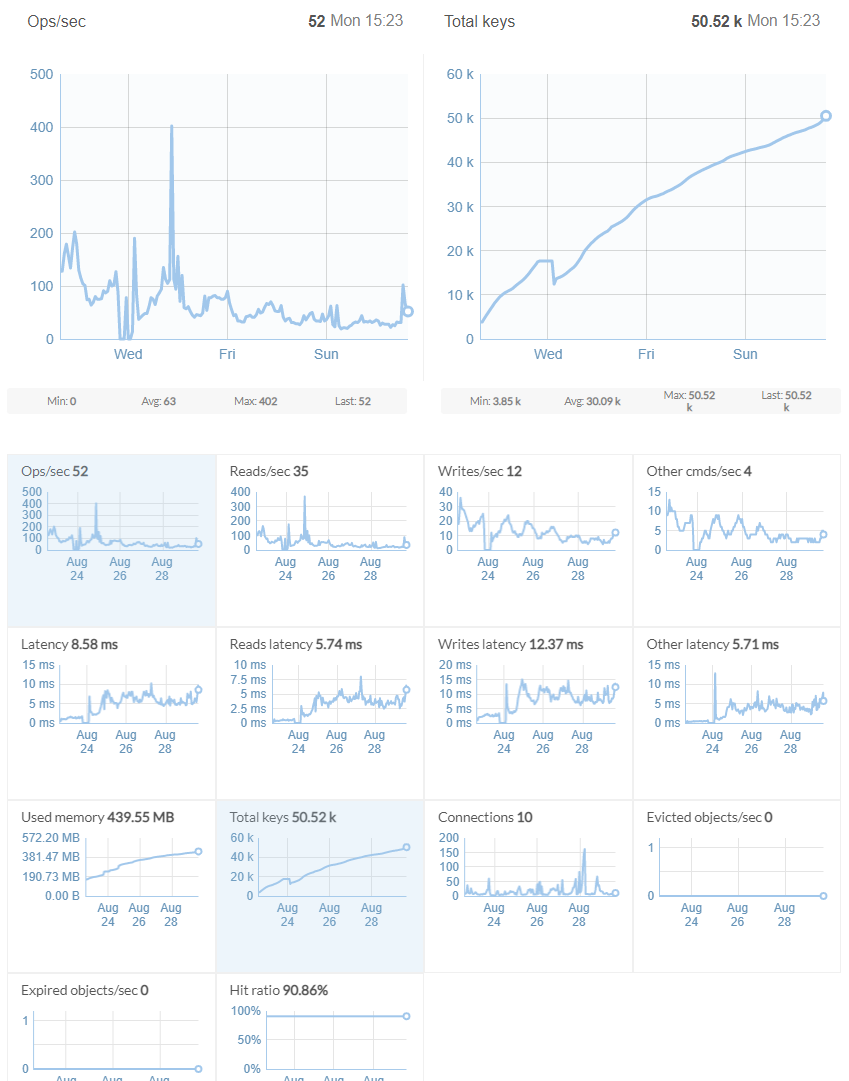 Ops/sec 52 Mon 15:23
500
400
300
200
100
0
Wed Fri Sun
Min: 0 Avg: 63 Max: 402 Last: 52
Total keys 50.52 k Mon 15:23
60 k
50 k
40 k
30 k
20 k
10 k
0
Wed Fri Sun
Min: 3.85 k Avg: 30.09 k Max: 50.52 k Last: 50.52 k
Ops/sec 52
500
400
300
200
100
0
Aug 24 Aug 26 Aug 28
Reads/sec 35
400
300
200
100
0
Aug 24 Aug 26 Aug 28
Writes/sec 12
40
30
20
10
0
Aug 24 Aug 26 Aug 28
Other cmds/sec 4
15
10
5
0
Aug 24 Aug 26 Aug 28
Latency 8.58 ms
15 ms
10 ms
5 ms
0 ms
Aug 24 Aug 26 Aug 28
Reads latency 5.74 ms
10 ms
7.5 ms
5 ms
2.5 ms
0 ms
Aug 24 Aug 26 Aug 28
Writes latency 12.37 ms
20 ms
15 ms
10 ms
5 ms
0 ms
Aug 24 Aug 26 Aug 28
Other latency 5.71 ms
15 ms
10 ms
5 ms
0 ms
Aug 24 Aug 26 Aug 28
Used memory 439.55 MB
572.20 MB
381.47 MB
190.73 MB
0.00 B
Aug 24 Aug 26 Aug 28
Total keys 50.52 k
60 k
40 k
20 k
0
Aug 24 Aug 26 Aug 28
Connections 10
200
150
100
50
0
Aug 24 Aug 26 Aug 28
Evicted objects/sec 0
1
0
Aug 24 Aug 26 Aug 28
Expired objects/sec 0
1
0
Aug Aug Aug
Hit ratio 90.86%
100%
50%
0%
Aug Aug Aug